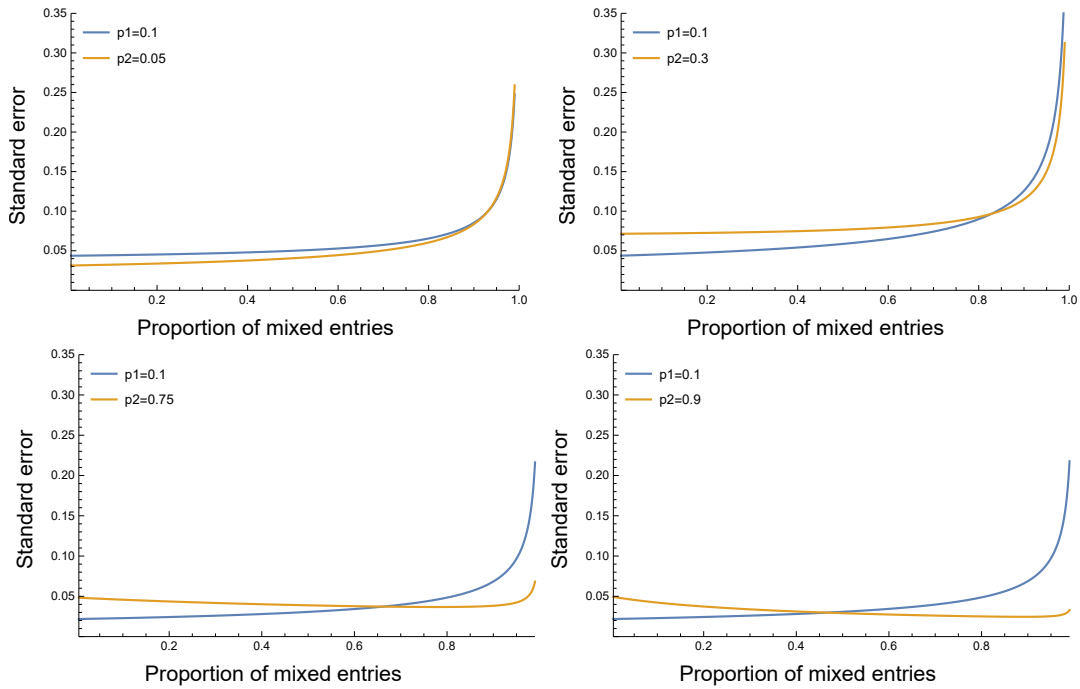 0.35
0.30
0.25
0.20
0.15
0.10
0.05
p1=0.1
p2=0.05
Standard error
0.2 0.4 0.6 0.8 1.0
Proportion of mixed entries
0.35
0.30
0.25
0.20
0.15
0.10
0.05
p1=0.1
p2=0.3
Standard error
0.2 0.4 0.6 0.8 1.0
Proportion of mixed entries
0.35
0.30
0.25
0.20
0.15
0.10
0.05
p1=0.1
p2=0.75
Standard error
0.2 0.4 0.6 0.8
Proportion of mixed entries
0.35
0.30
0.25
0.20
0.15
0.10
0.05
p1=0.1
p2=0.9
Standard error
0.2 0.4 0.6 0.8
Proportion of mixed entries